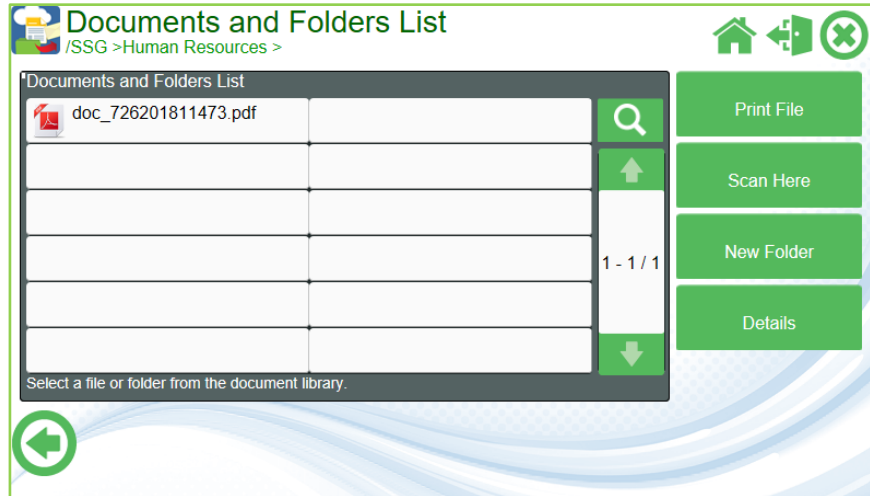 Documents and Folders List
/SSG >Human Resources >
Documents and Folders List
doc_726201811473.pdf
1 - 1 / 1
Select a file or folder from the document library.
Print File
Scan Here
New Folder
Details